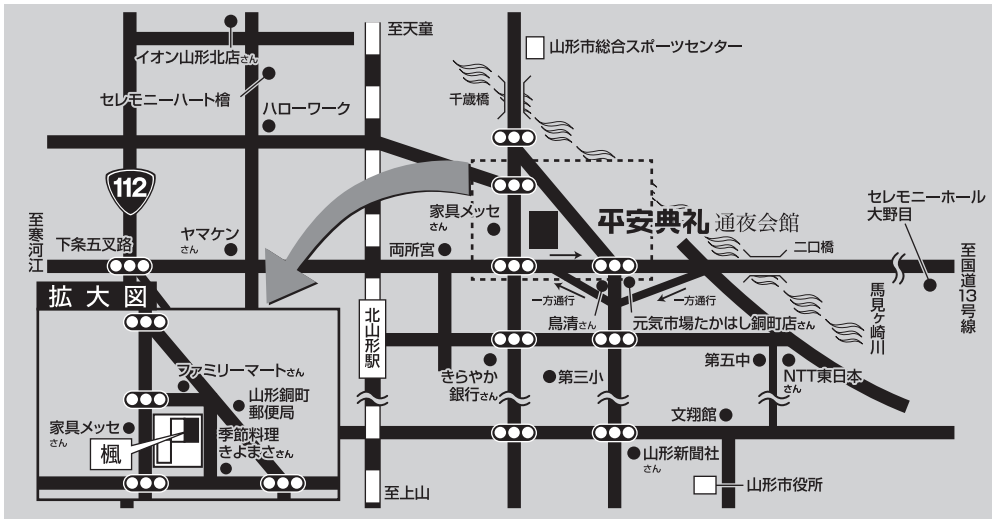 至天童
山形市総合スポーツセンター
イオン山形北店さん
セレモニーハート檜
ハローワーク
千歳橋
112
家具メッセ
さん
平安典礼 通夜会館
セレモニーホール
大野目
至寒河江
下条五叉路
ヤマケン
さん
両所宮
二口橋
至国道13号線
馬見ヶ崎川
一方通行
一方通行
鳥清さん
元気市場たかはし銅町店さん
北山形駅
きらやか
銀行さん
第三小
第五中
NTT東日本
さん
文翔館
山形新聞社
さん
山形市役所
至上山
拡大図
ファミリーマートさん
山形銅町
郵便局
家具メッセ
さん
楓
季節料理
きよまささん